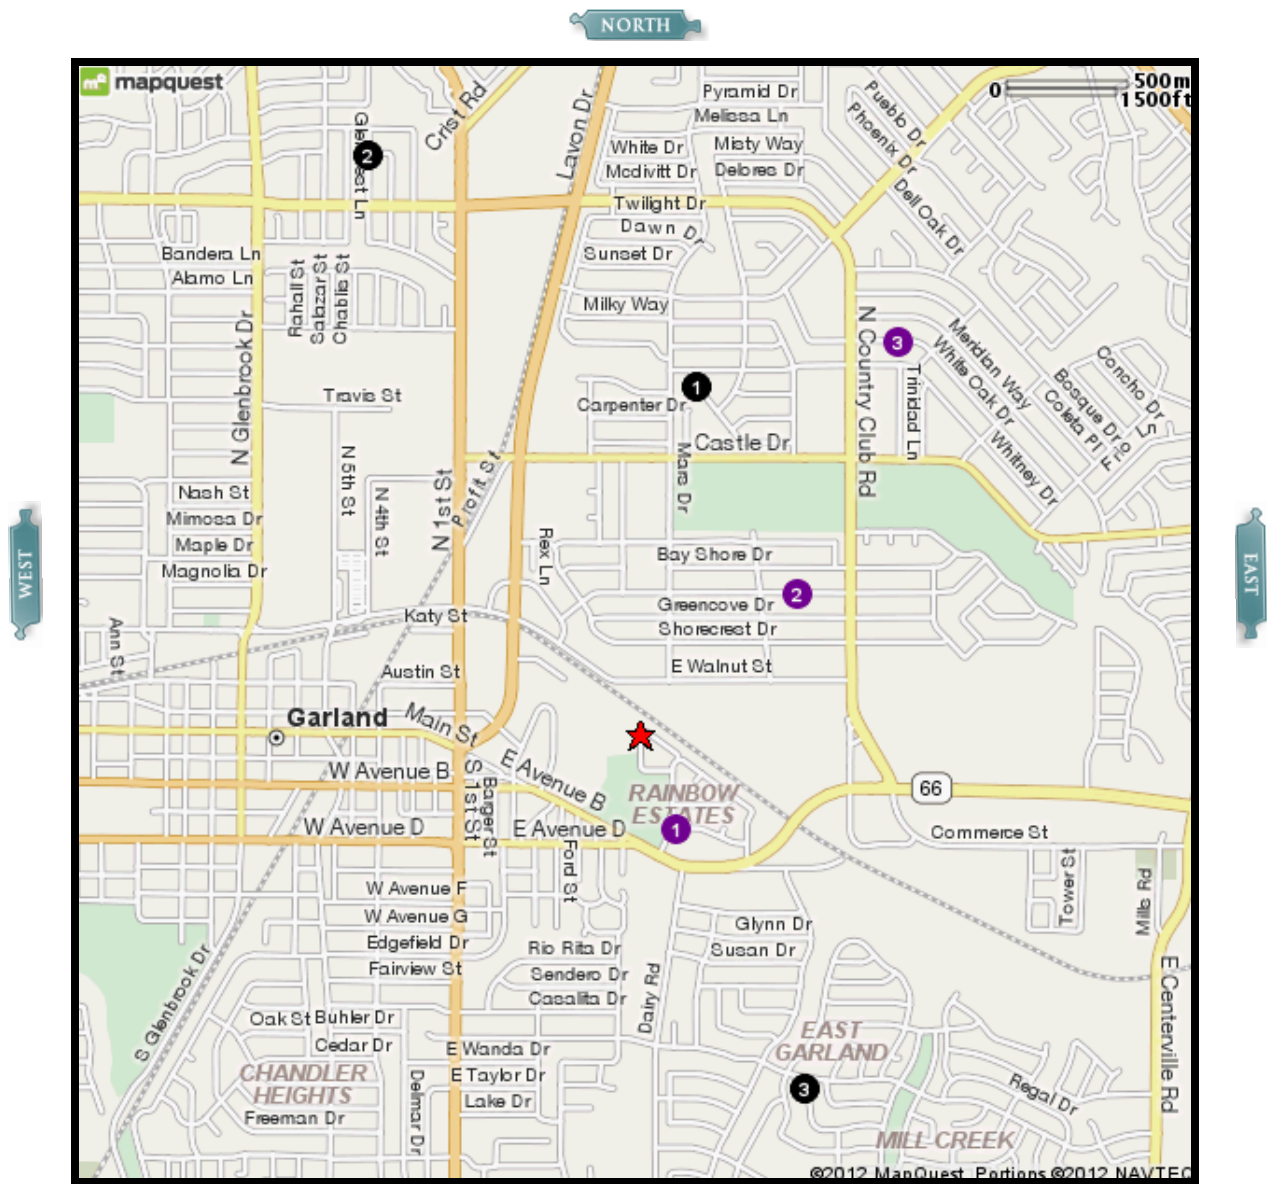 NORTH
mapquest
0
500m
1500ft
Crist Rd
Lavon Dr
Pyramid Dr
Melissa Ln
Pueblo Dr
Phoenix Dr
White Dr
Misty Way
2
Mcdivitt Dr
Delores Dr
Twilight Dr
Dell Oak Dr
Dawn Dr
Bandera Ln
Sunset Dr
Alamo Ln
Rahall St
Salazar St
Chablis St
Milky Way
N Glenbrook Dr
N Country Club Rd
3
Meridian Way
White Oak Dr
Trinidad Ln
Concho Dr
Bosque Dr
Coleta Pl
1
Travis St
Carpenter Dr
Castle Dr
Mars Dr
Whitney Dr
N 5th St
N 4th St
N 1st St
Profit St
Nash St
Mimosa Dr
Maple Dr
Magnolia Dr
Rex Ln
Bay Shore Dr
2
Greencove Dr
Shorecrest Dr
WEST
EAST
Katy St
Ann St
Austin St
E Walnut St
Garland
Main St
W Avenue B
E Avenue B
S 1st St
Barger St
RAINBOW
ESTATES
66
1
W Avenue D
E Avenue D
Commerce St
Ford St
Tower St
Mills Rd
W Avenue F
W Avenue G
Edgefield Dr
Fairview St
Glynn Dr
Susan Dr
Rio Rita Dr
Sendero Dr
Casalita Dr
Dairy Rd
S Glenbrook Dr
E Centerville Rd
Oak St
Buhler Dr
Cedar Dr
E Wanda Dr
EAST
GARLAND
CHANDLER
HEIGHTS
E Taylor Dr
3
Lake Dr
Regal Dr
Freeman Dr
Delmar Dr
MILL CREEK
©2012 MapQuest Portions ©2012 NAVTEQ